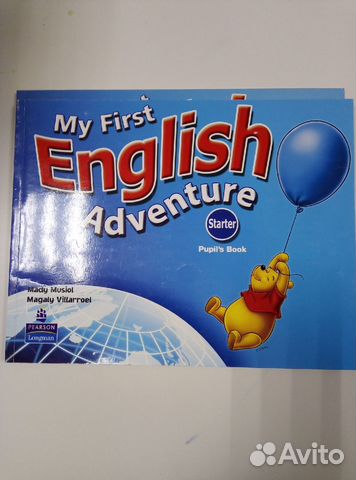 My First
English
Adventure
Starter
Pupil's Book
Mady Musiol
Magaly Villarroel
PEARSON
Longman
Avito